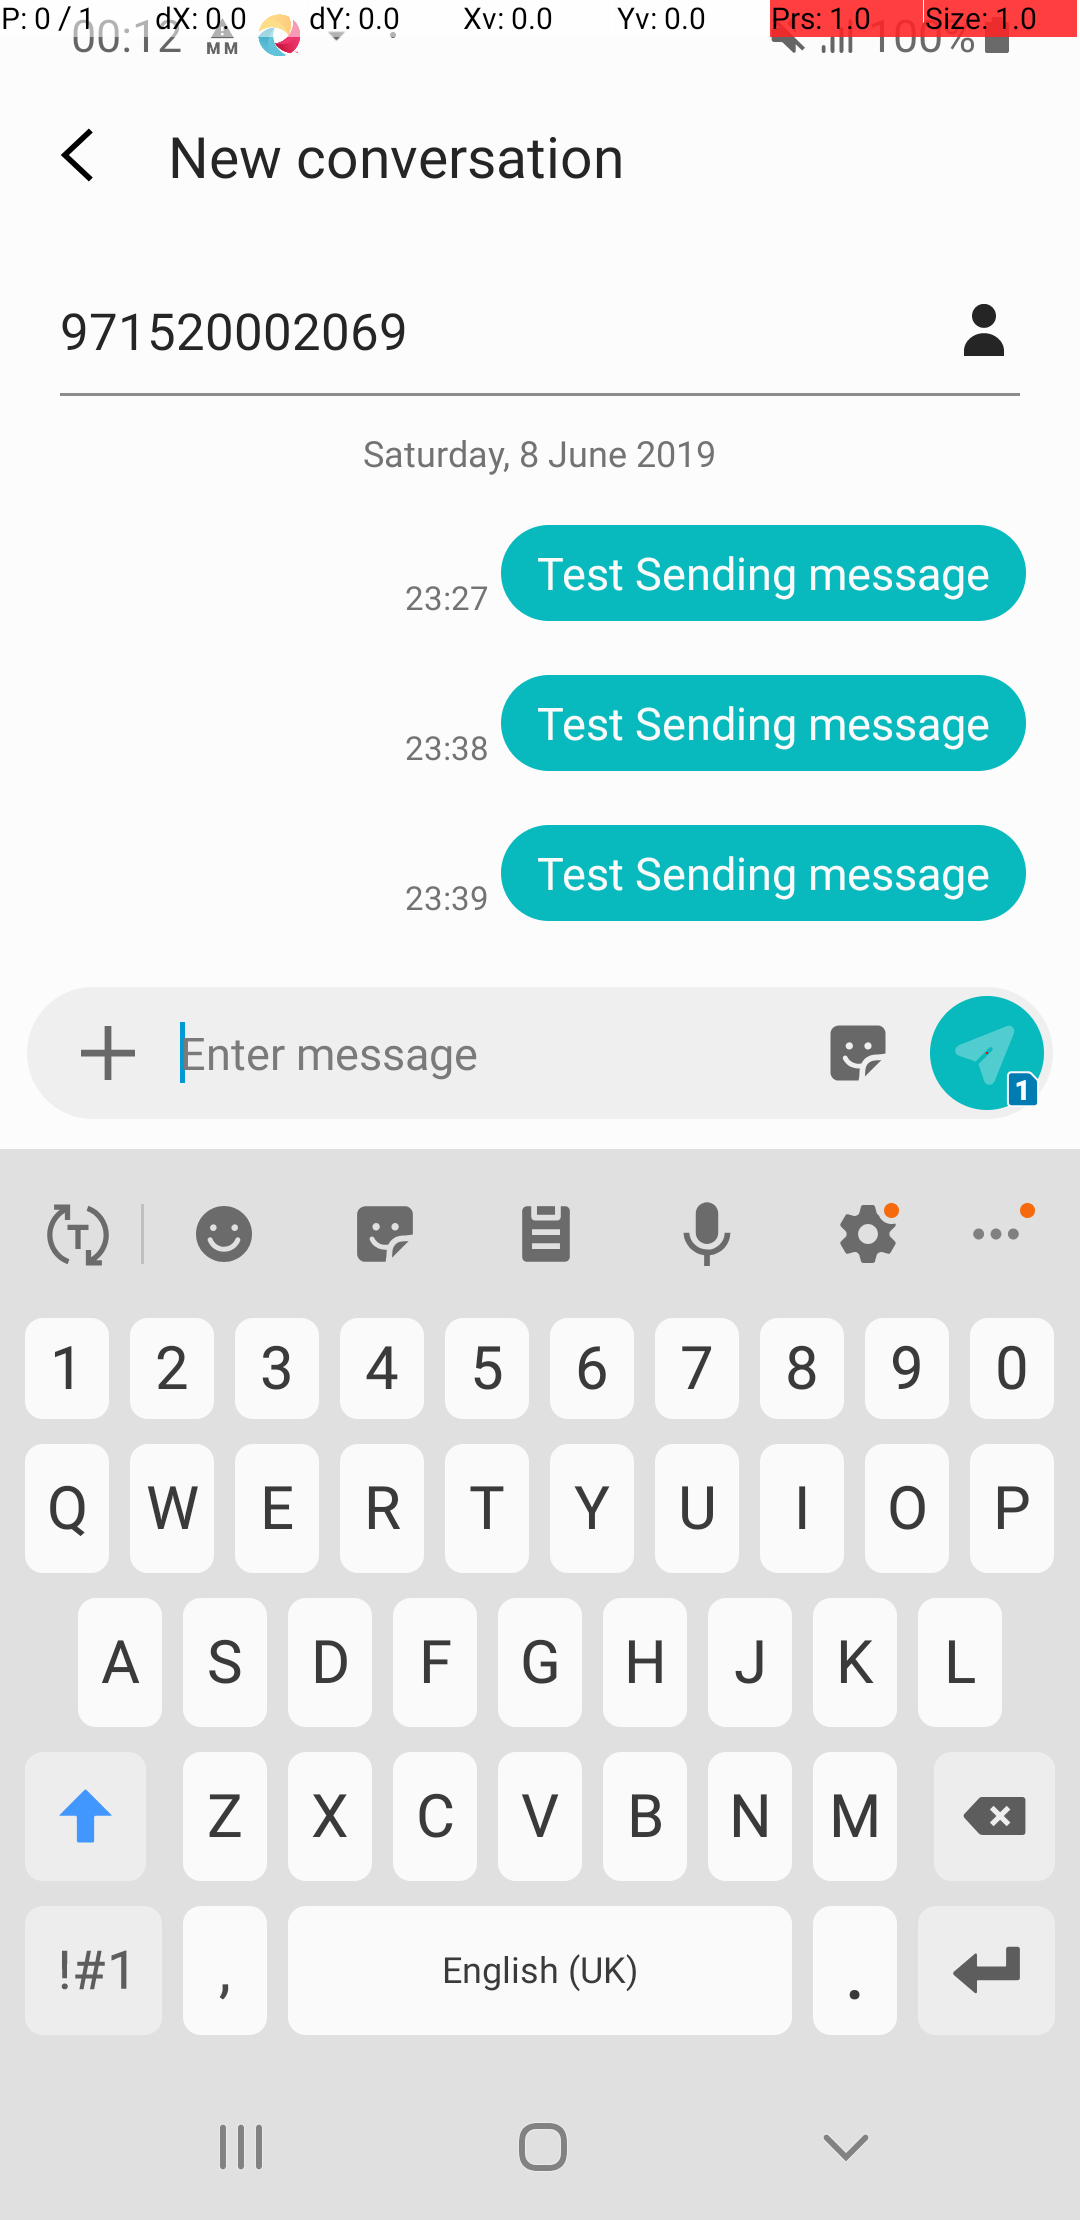 P: 0 / 1 dX: 0.0 dY: 0.0 Xv: 0.0 Yv: 0.0 Prs: 1.0 Size: 1.0
00:12 MM 100%
New conversation
971520002069
Saturday, 8 June 2019
Test Sending message
23:27
Test Sending message
23:38
Test Sending message
23:39
Enter message
1
T
1 2 3 4 5 6 7 8 9 0
Q W E R T Y U I O P
A S D F G H J K L
Z X C V B N M
!#1 , English (UK) .